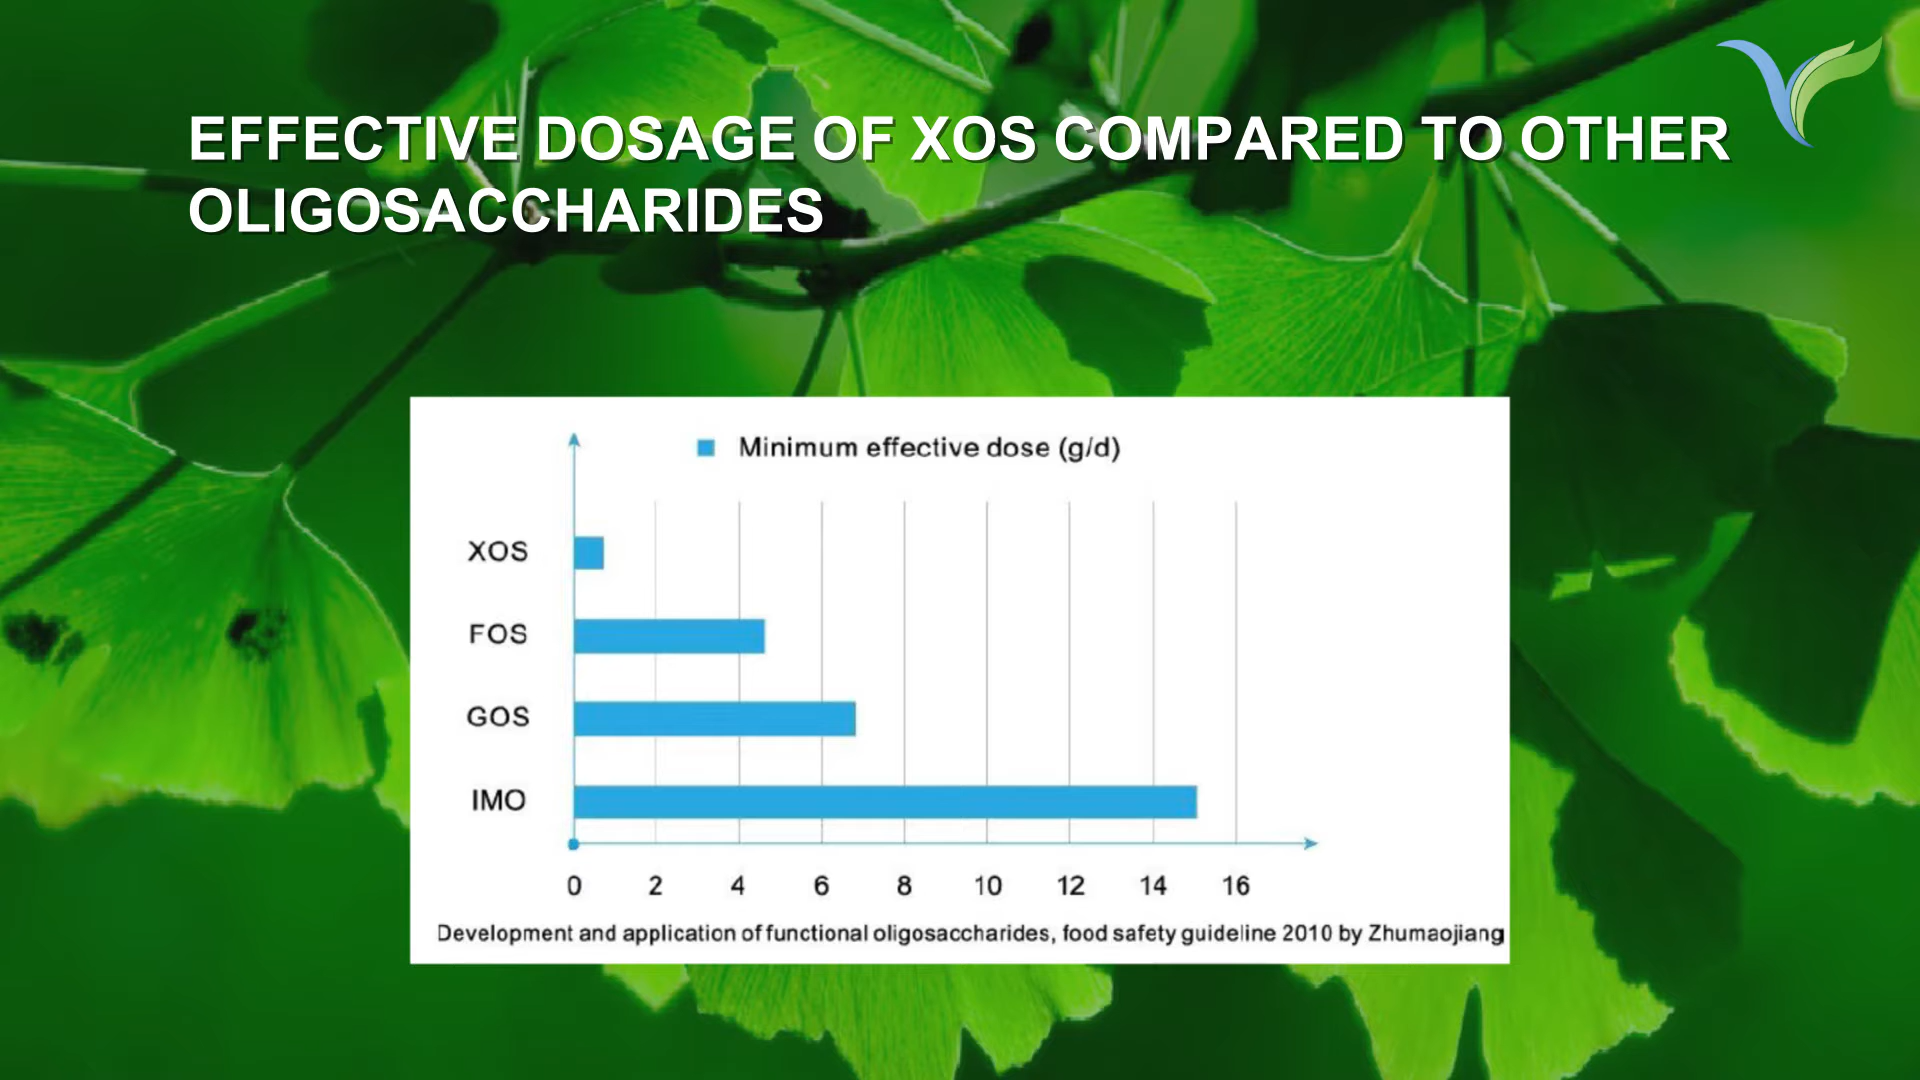 EFFECTIVE DOSAGE OF XOS COMPARED TO OTHER
OLIGOSACCHARIDES
Minimum effective dose (g/d)
XOS
FOS
GOS
IMO
0 2 4 6 8 10 12 14 16
Development and application of functional oligosaccharides, food safety guideline 2010 by Zhumaojiang